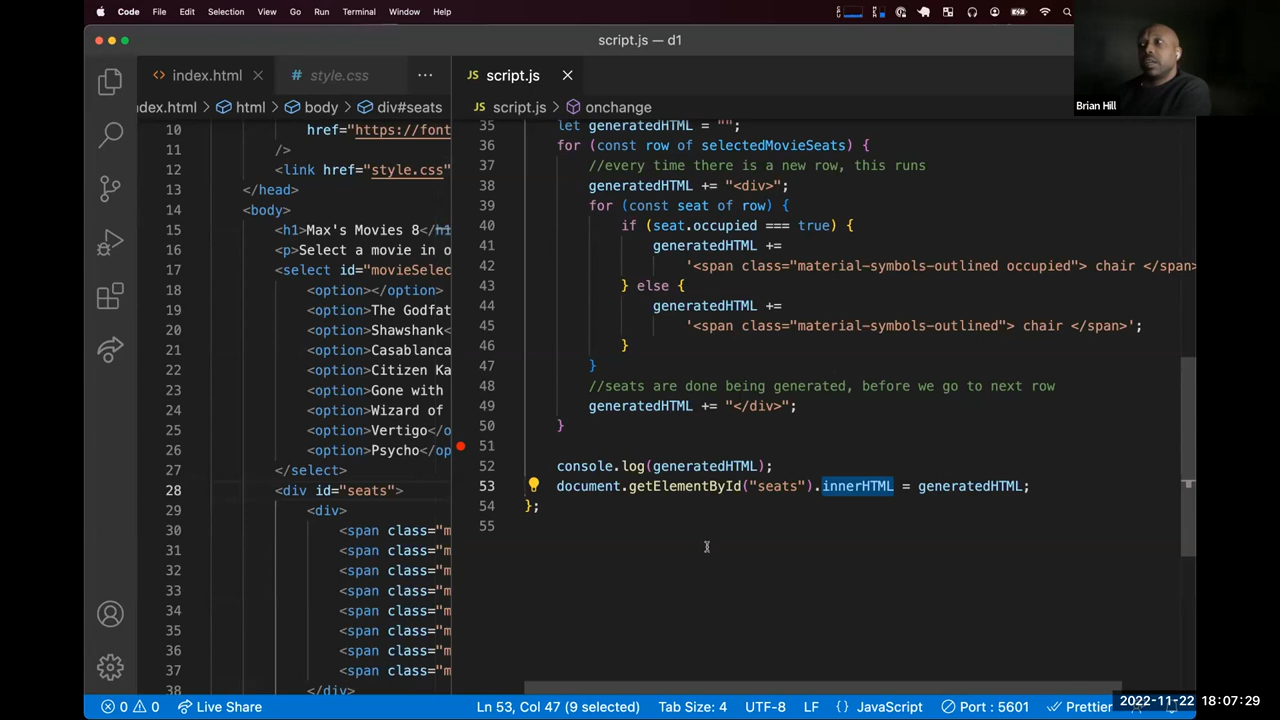 Code File Edit Selection View Go Run Terminal Window Help
script.js — d1
index.html
style.css
JS script.js
ndex.html > html > body > div#seats
JS script.js > onchange
10 href="https://font
11 />
12 <link href="style.css"
13 </head>
14 <body>
15 <h1>Max's Movies 8</h1
16 <p>Select a movie in o
17 <select id="movieSelec
18 <option></option>
19 <option>The Godfat
20 <option>Shawshank<
21 <option>Casablanca
22 <option>Citizen Ka
23 <option>Gone with
24 <option>Wizard of
25 <option>Vertigo</o
26 <option>Psycho</op
27 </select>
28 <div id="seats">
29 <div>
30 <span class="m
31 <span class="m
32 <span class="m
33 <span class="m
34 <span class="m
35 <span class="m
36 <span class="m
37 <span class="m
38 </div>
35 let generatedHTML = "";
36 for (const row of selectedMovieSeats) {
37 //every time there is a new row, this runs
38 generatedHTML += "<div>";
39 for (const seat of row) {
40 if (seat.occupied === true) {
41 generatedHTML +=
42 '<span class="material-symbols-outlined occupied"> chair </span>
43 } else {
44 generatedHTML +=
45 '<span class="material-symbols-outlined"> chair </span>';
46 }
47 }
48 //seats are done being generated, before we go to next row
49 generatedHTML += "</div>";
50 }
51
52 console.log(generatedHTML);
53 document.getElementById("seats").innerHTML = generatedHTML;
54 };
55
Brian Hill
0 0 Live Share
Ln 53, Col 47 (9 selected) Tab Size: 4 UTF-8 LF {} JavaScript Port : 5601 Prettier
2022-11-22 18:07:29